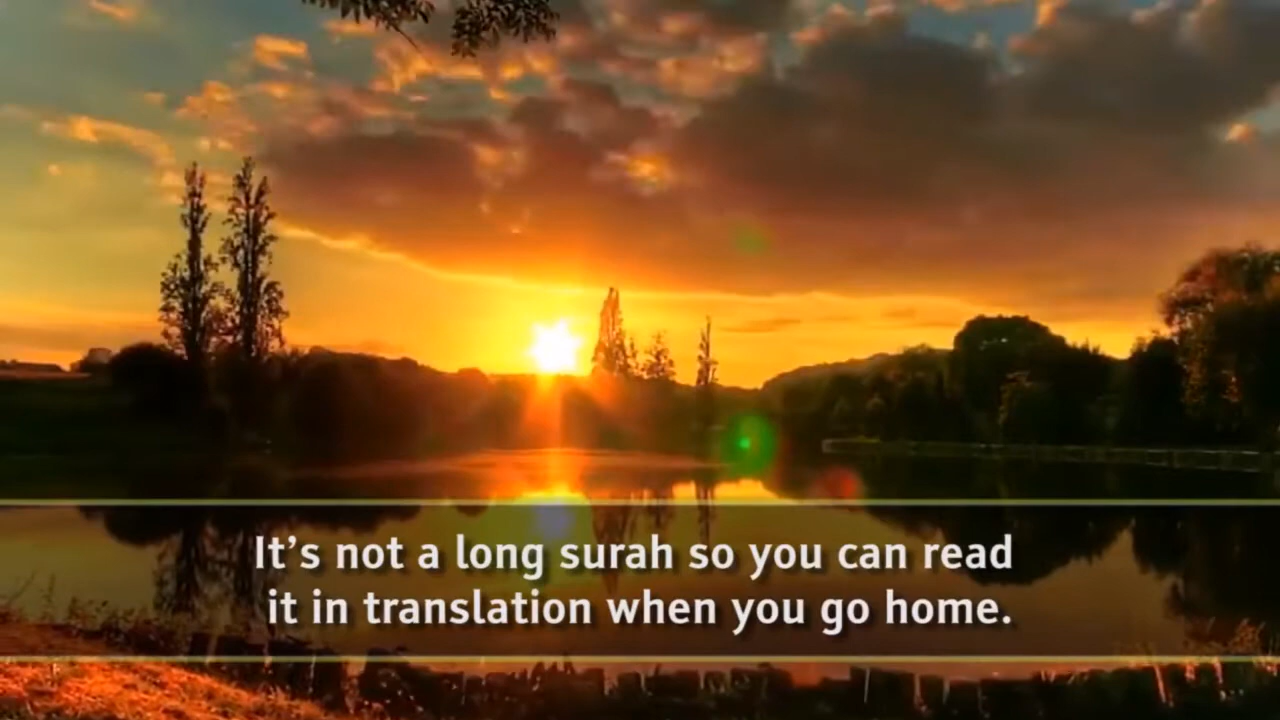 It’s not a long surah so you can read
it in translation when you go home.